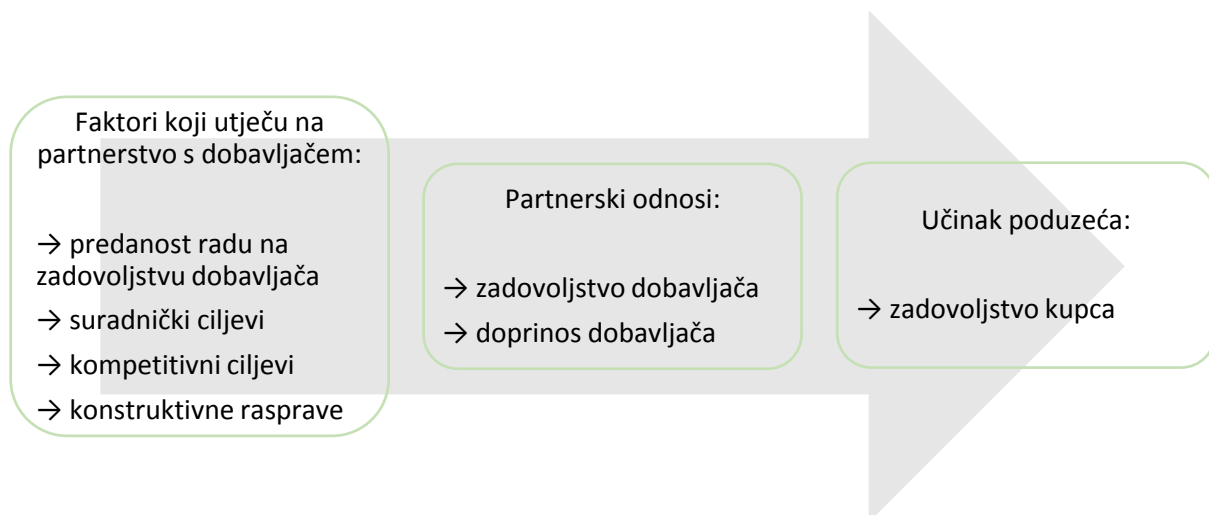 Faktori koji utječu na
partnerstvo s dobavljačem:
→ predanost radu na
zadovoljstvu dobavljača
→ suradnički ciljevi
→ kompetitivni ciljevi
→ konstruktivne rasprave
Partnerski odnosi:
→ zadovoljstvo dobavljača
→ doprinos dobavljača
Učinak poduzeća:
→ zadovoljstvo kupca